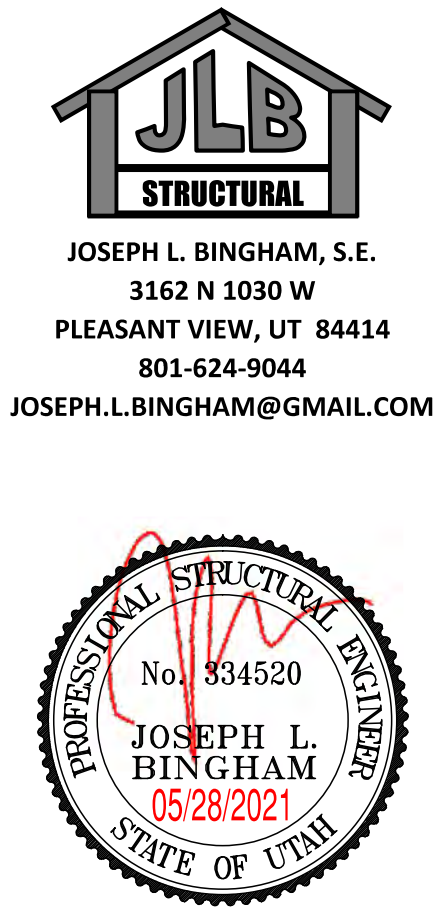 JLB
STRUCTURAL
JOSEPH L. BINGHAM, S.E.
3162 N 1030 W
PLEASANT VIEW, UT  84414
801-624-9044
JOSEPH.L.BINGHAM@GMAIL.COM
PROFESSIONAL STRUCTURAL ENGINEER
No. 334520
JOSEPH L.
BINGHAM
05/28/2021
STATE OF UTAH